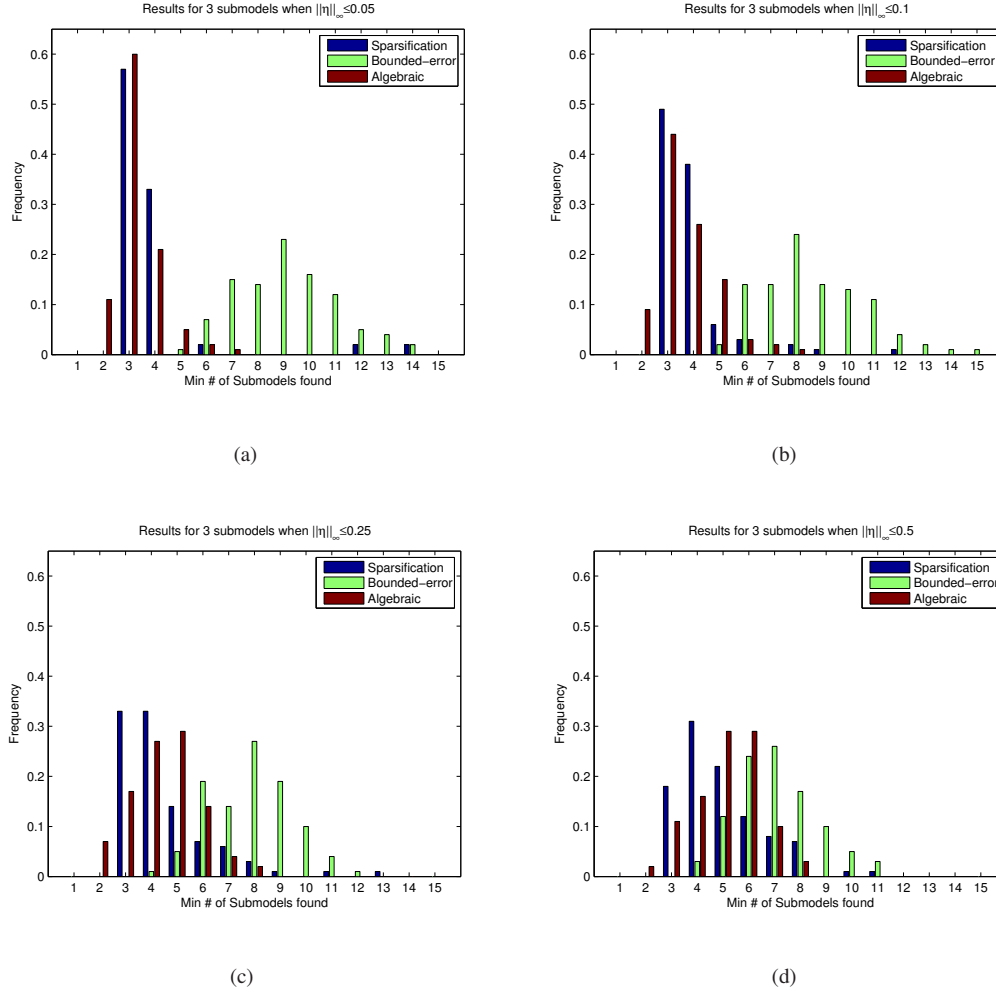 Results for 3 submodels when ||η||∞≤0.05
Sparsification
Bounded−error
Algebraic
0.6
0.5
0.4
0.3
0.2
0.1
0
Frequency
1 2 3 4 5 6 7 8 9 10 11 12 13 14 15
Min # of Submodels found
(a)
Results for 3 submodels when ||η||∞≤0.1
Sparsification
Bounded−error
Algebraic
0.6
0.5
0.4
0.3
0.2
0.1
0
Frequency
1 2 3 4 5 6 7 8 9 10 11 12 13 14 15
Min # of Submodels found
(b)
Results for 3 submodels when ||η||∞≤0.25
Sparsification
Bounded−error
Algebraic
0.6
0.5
0.4
0.3
0.2
0.1
0
Frequency
1 2 3 4 5 6 7 8 9 10 11 12 13 14 15
Min # of Submodels found
(c)
Results for 3 submodels when ||η||∞≤0.5
Sparsification
Bounded−error
Algebraic
0.6
0.5
0.4
0.3
0.2
0.1
0
Frequency
1 2 3 4 5 6 7 8 9 10 11 12 13 14 15
Min # of Submodels found
(d)